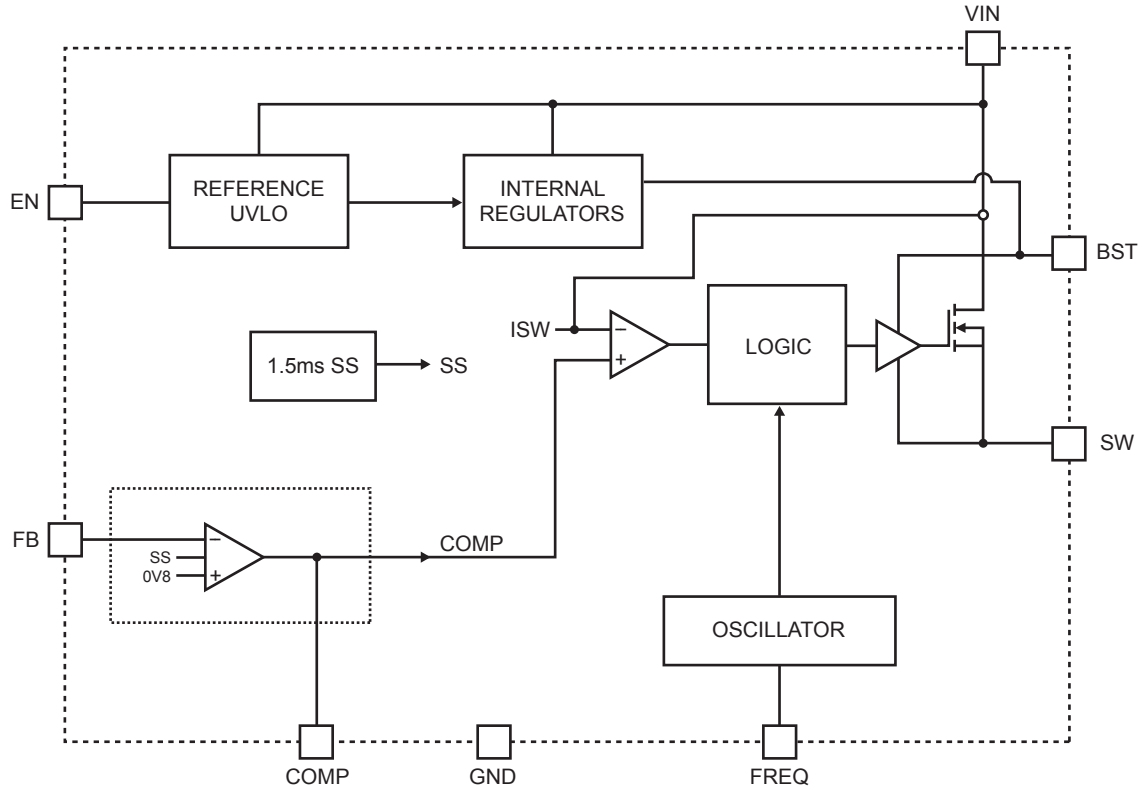 VIN
EN
REFERENCE
UVLO
INTERNAL
REGULATORS
BST
ISW
−
+
LOGIC
1.5ms SS
SS
SW
FB
−
SS
0V8
+
COMP
OSCILLATOR
COMP
GND
FREQ